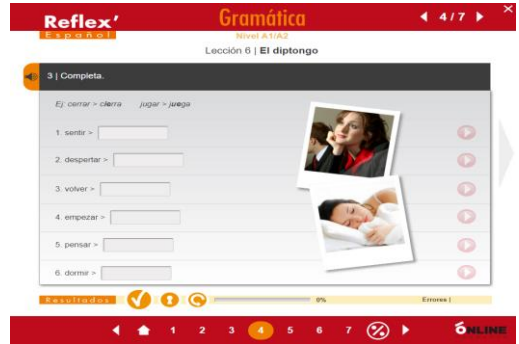 Reflex’ Gramática 4/7 ×
Español Nivel A1/A2
Lección 6 | El diptongo
3 | Completa.
Ej: cerrar > cierra jugar > juega
1. sentir >
2. despertar >
3. volver >
4. empezar >
5. pensar >
6. dormir >
Resultados 0% Errores |
1 2 3 4 5 6 7 % ONLINE